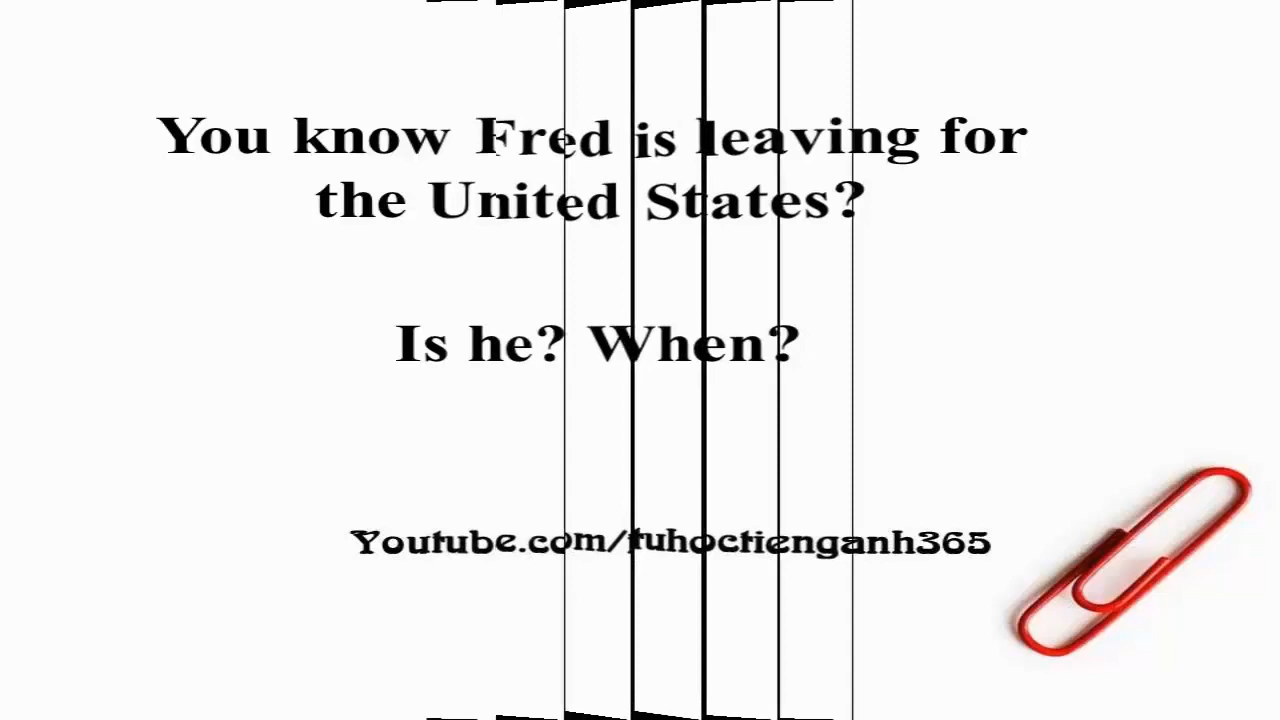 You know Fred is leaving for
the United States?
Is he? When?
Youtube.com/tuhoctienganh365